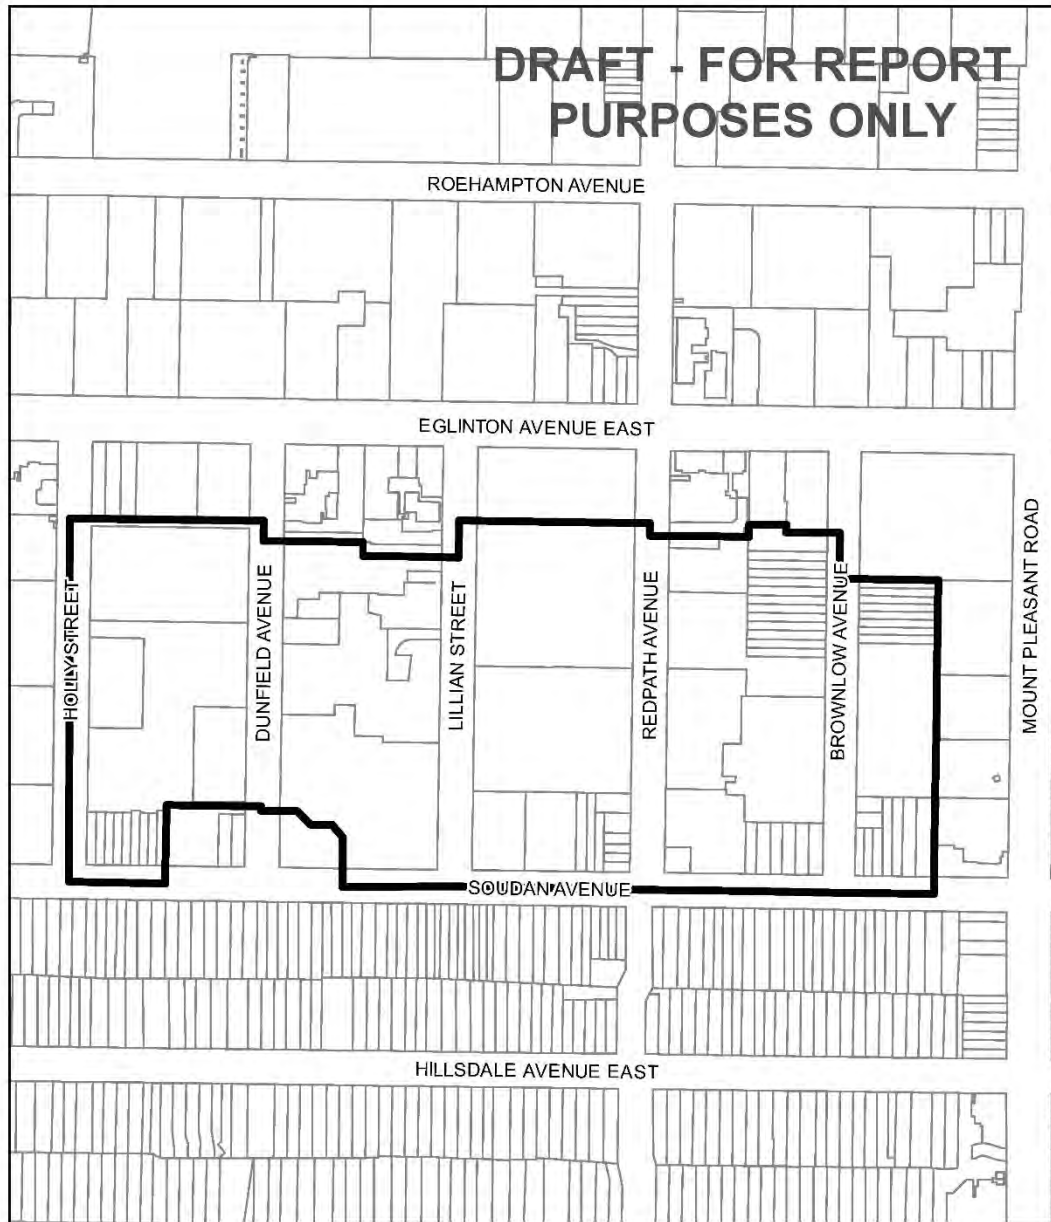 DRAFT - FOR REPORT
PURPOSES ONLY
ROEHAMPTON AVENUE
EGLINTON AVENUE EAST
HOLLY STREET
DUNFIELD AVENUE
LILLIAN STREET
REDPATH AVENUE
BROWNLOW AVENUE
MOUNT PLEASANT ROAD
SOUDAN AVENUE
HILLSDALE AVENUE EAST